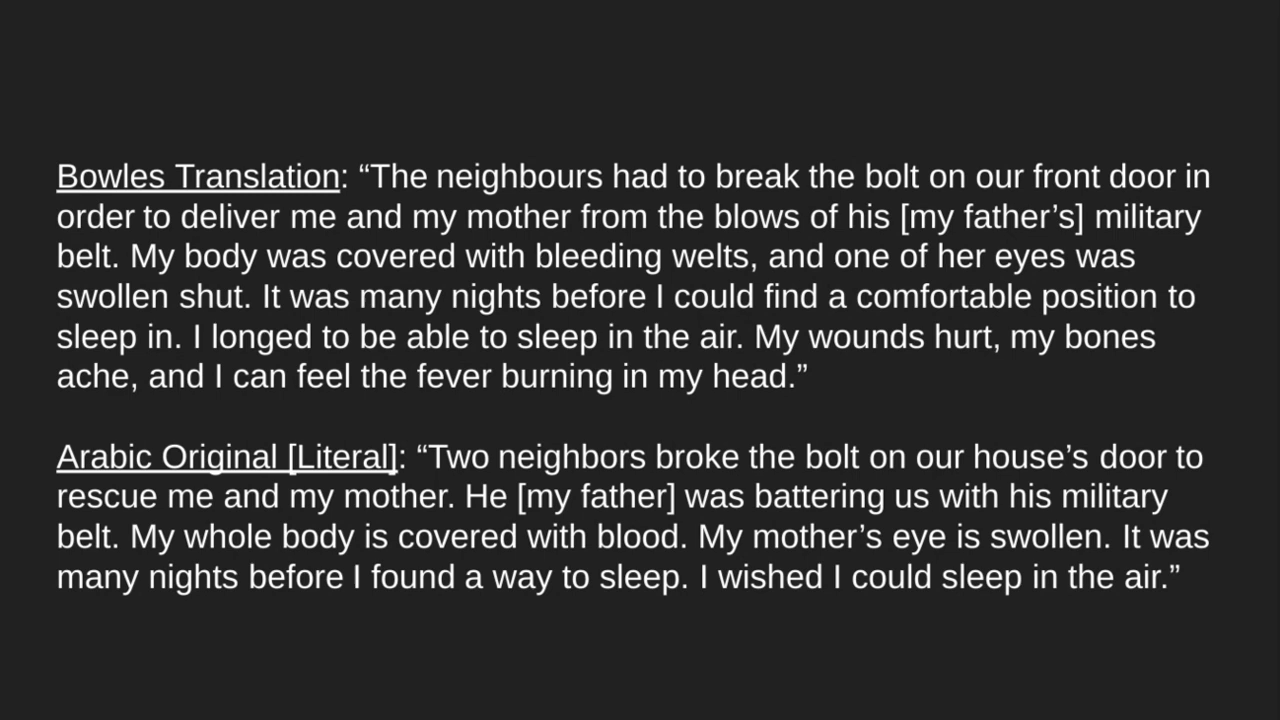 Bowles Translation: “The neighbours had to break the bolt on our front door in
order to deliver me and my mother from the blows of his [my father’s] military
belt. My body was covered with bleeding welts, and one of her eyes was
swollen shut. It was many nights before I could find a comfortable position to
sleep in. I longed to be able to sleep in the air. My wounds hurt, my bones
ache, and I can feel the fever burning in my head.”
Arabic Original [Literal]: “Two neighbors broke the bolt on our house’s door to
rescue me and my mother. He [my father] was battering us with his military
belt. My whole body is covered with blood. My mother’s eye is swollen. It was
many nights before I found a way to sleep. I wished I could sleep in the air.”